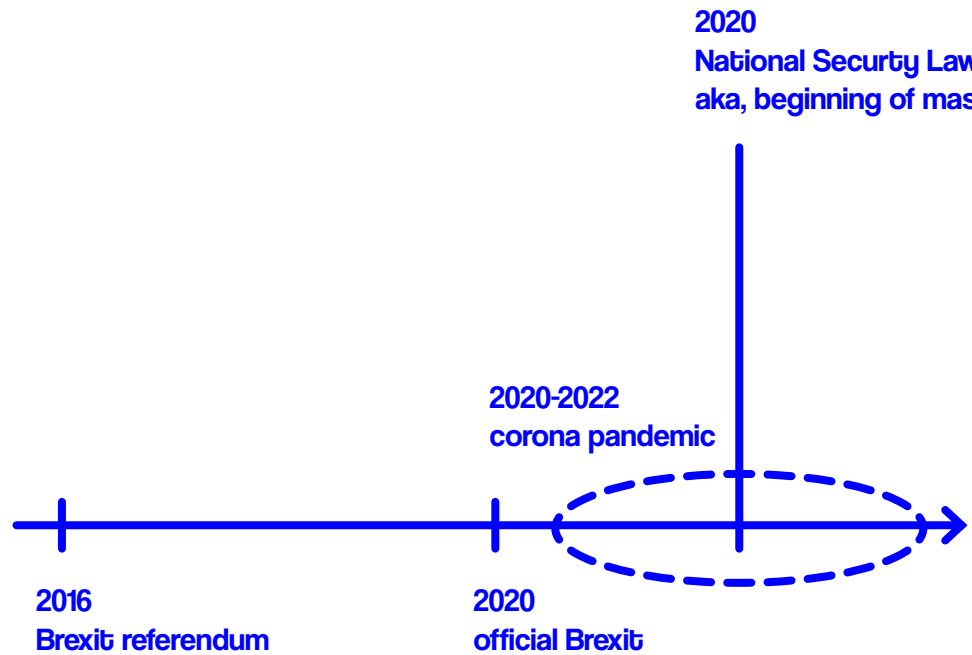 2020
National Securty Law
aka, beginning of mas
2020-2022
corona pandemic
2016
Brexit referendum
2020
official Brexit